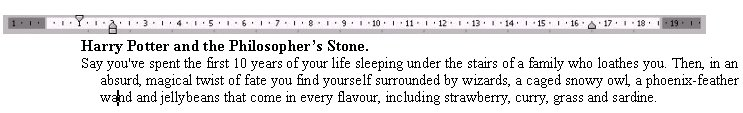 1 1 2 3 4 5 6 7 8 9 10 11 12 13 14 15 16 17 18 19
Harry Potter and the Philosopher's Stone.
Say you've spent the first 10 years of your life sleeping under the stairs of a family who loathes you. Then, in an
absurd, magical twist of fate you find yourself surrounded by wizards, a caged snowy owl, a phoenix-feather
wand and jellybeans that come in every flavour, including strawberry, curry, grass and sardine.